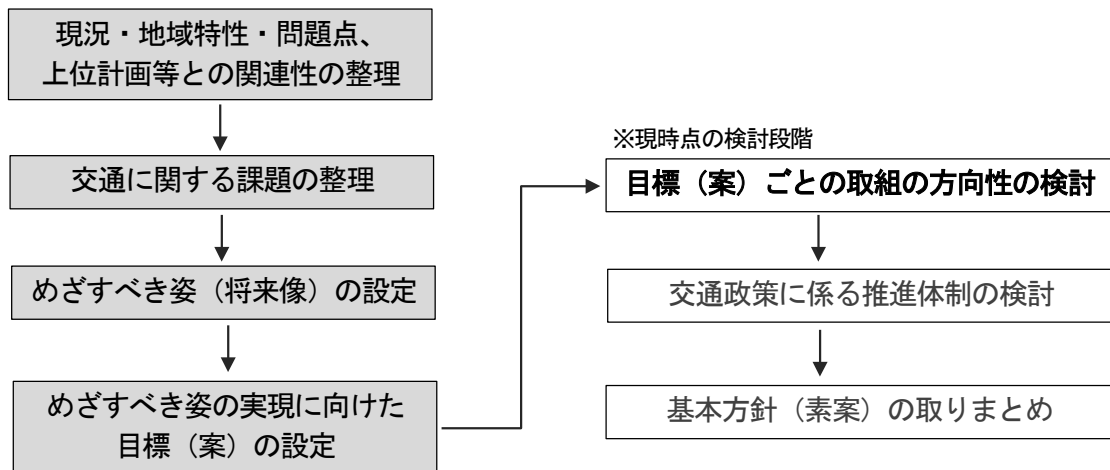 現況・地域特性・問題点、
上位計画等との関連性の整理
交通に関する課題の整理
めざすべき姿（将来像）の設定
めざすべき姿の実現に向けた
目標（案）の設定
※現時点の検討段階
目標（案）ごとの取組の方向性の検討
交通政策に係る推進体制の検討
基本方針（素案）の取りまとめ